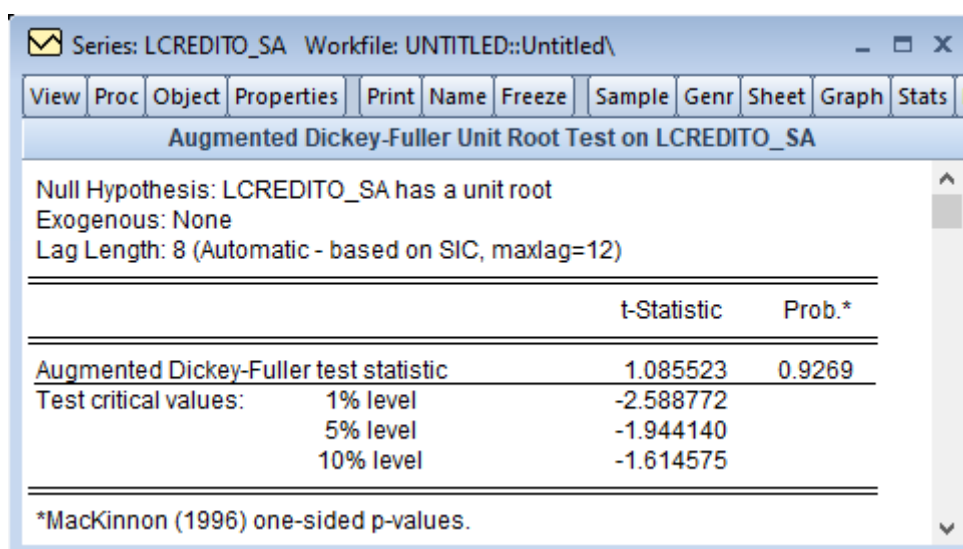 Series: LCREDITO_SA Workfile: UNTITLED::Untitled\
View Proc Object Properties Print Name Freeze Sample Genr Sheet Graph Stats
Augmented Dickey-Fuller Unit Root Test on LCREDITO_SA
Null Hypothesis: LCREDITO_SA has a unit root
Exogenous: None
Lag Length: 8 (Automatic - based on SIC, maxlag=12)
t-Statistic Prob.*
Augmented Dickey-Fuller test statistic 1.085523 0.9269
Test critical values: 1% level -2.588772
5% level -1.944140
10% level -1.614575
*MacKinnon (1996) one-sided p-values.